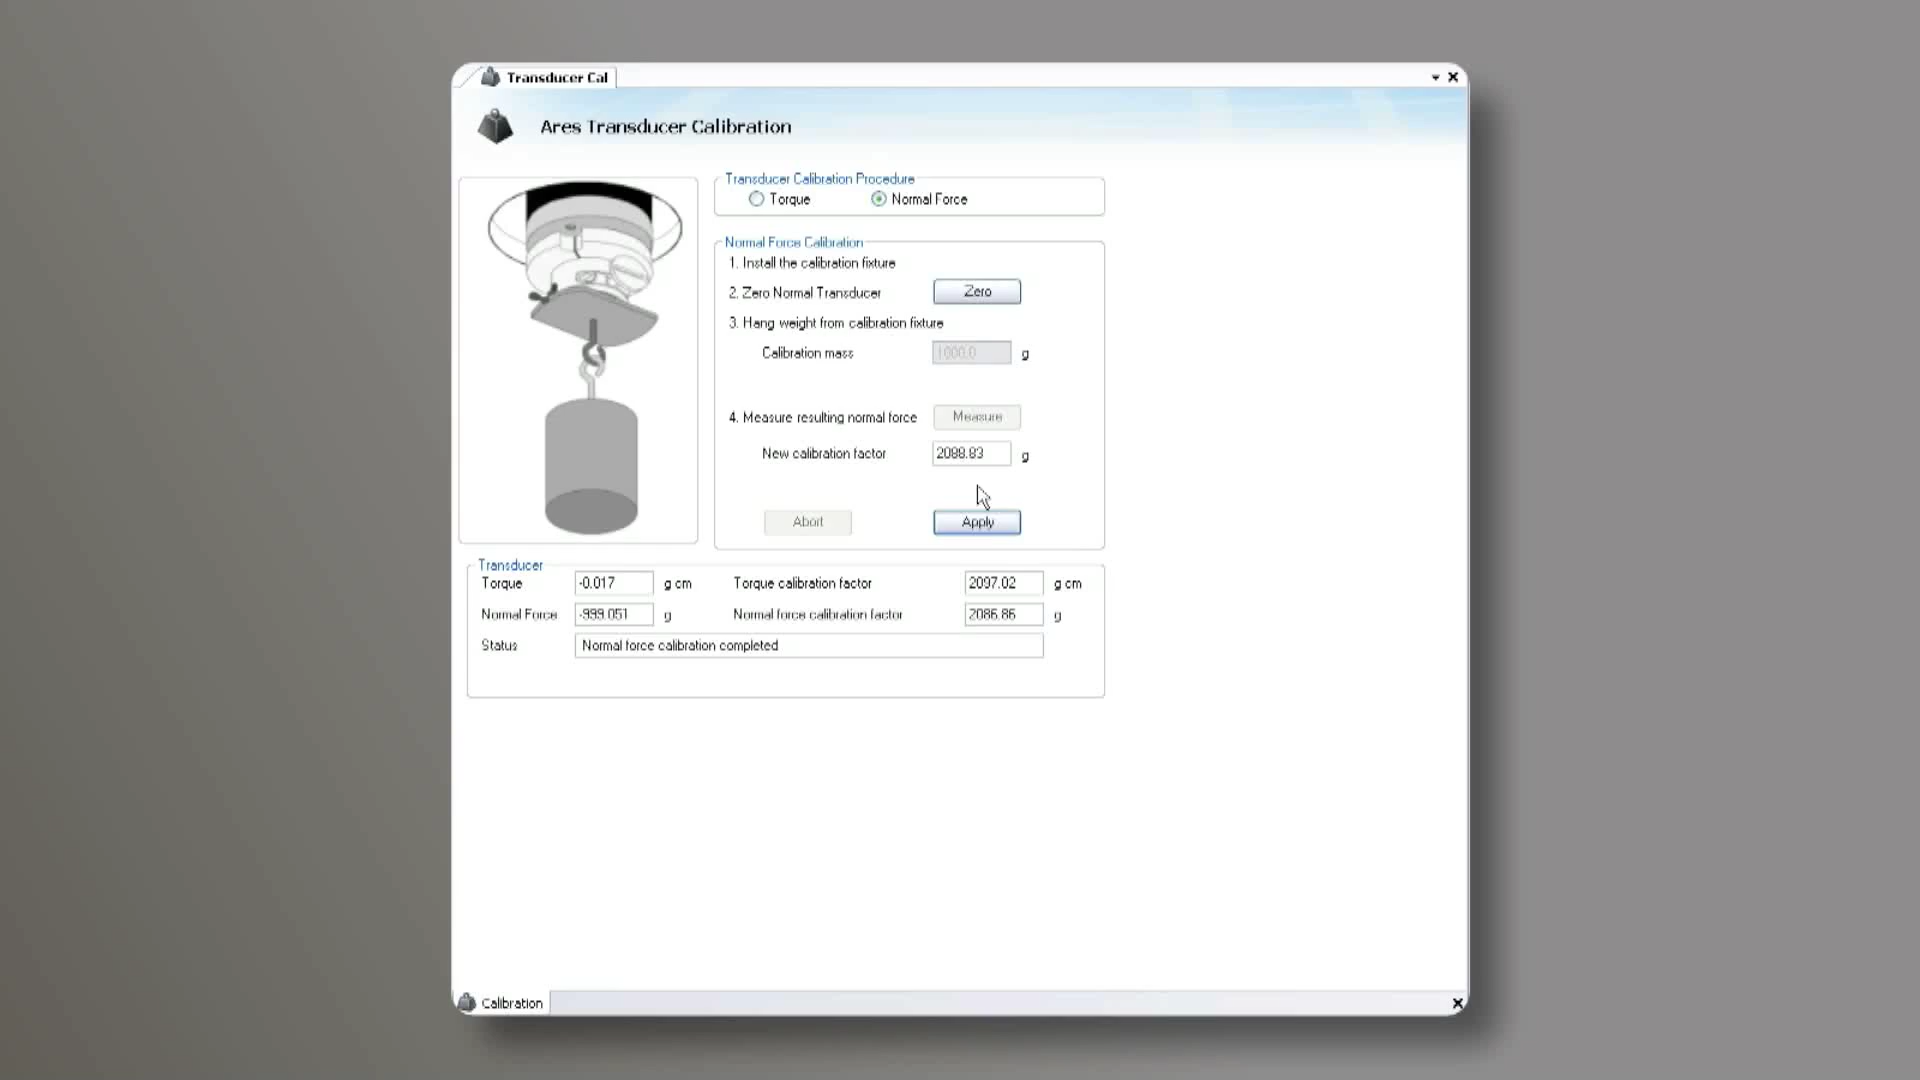 Transducer Cal
Ares Transducer Calibration
Transducer Calibration Procedure
Torque Normal Force
Normal Force Calibration
1. Install the calibration fixture
2. Zero Normal Transducer Zero
3. Hang weight from calibration fixture
Calibration mass 1000.0 g
4. Measure resulting normal force Measure
New calibration factor 2088.83 g
Abort Apply
Transducer
Torque -0.017 g cm Torque calibration factor 2097.02 g cm
Normal Force -999.051 g Normal force calibration factor 2086.86 g
Status Normal force calibration completed
Calibration